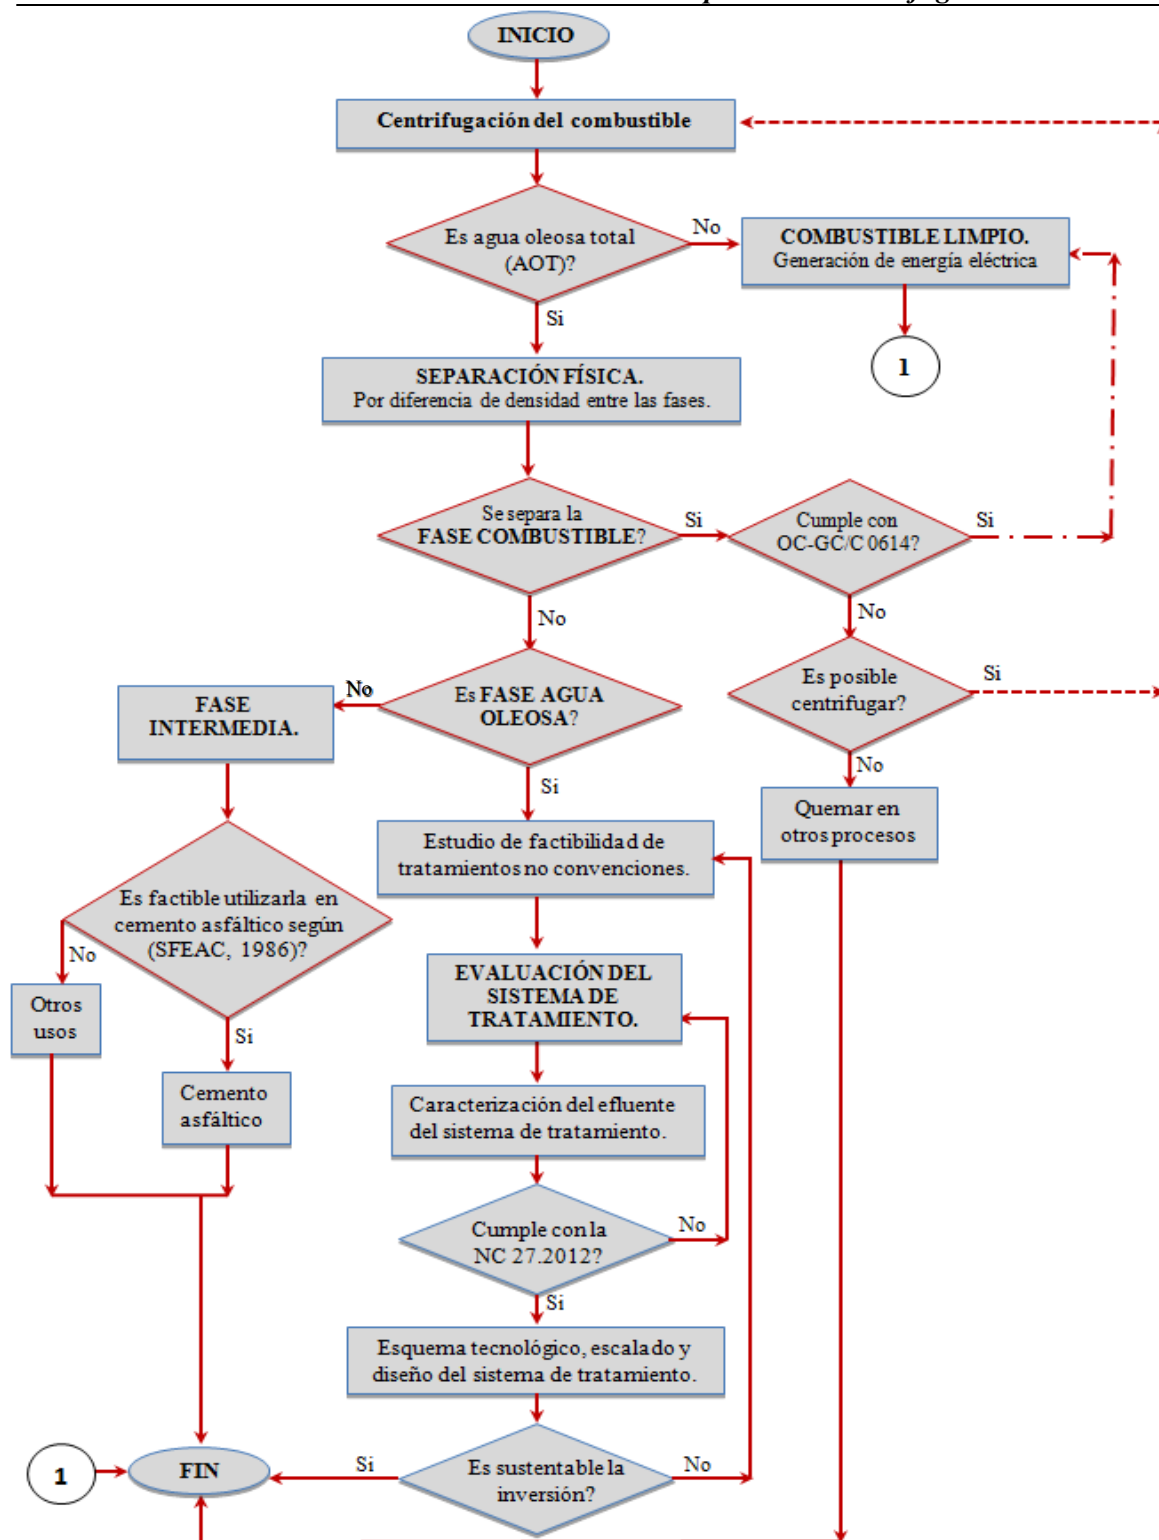 INICIO
Centrifugación del combustible
Es agua oleosa total
(AOT)?
No
COMBUSTIBLE LIMPIO.
Generación de energía eléctrica
Si
1
SEPARACIÓN FÍSICA.
Por diferencia de densidad entre las fases.
Se separa la
FASE COMBUSTIBLE?
Si
Cumple con
OC-GC/C 0614?
Si
No
No
Es posible
centrifugar?
Si
Es FASE AGUA
OLEOSA?
No
FASE
INTERMEDIA.
No
Si
Quemar en
otros procesos
Estudio de factibilidad de
tratamientos no convenciones.
Es factible utilizarla en
cemento asfáltico según
(SFEAC, 1986)?
No
EVALUACIÓN DEL
SISTEMA DE
TRATAMIENTO.
Otros
usos
Si
Cemento
asfáltico
Caracterización del efluente
del sistema de tratamiento.
Cumple con la
NC 27.2012?
No
Si
Esquema tecnológico, escalado y
diseño del sistema de tratamiento.
1
FIN
Si
Es sustentable la
inversión?
No